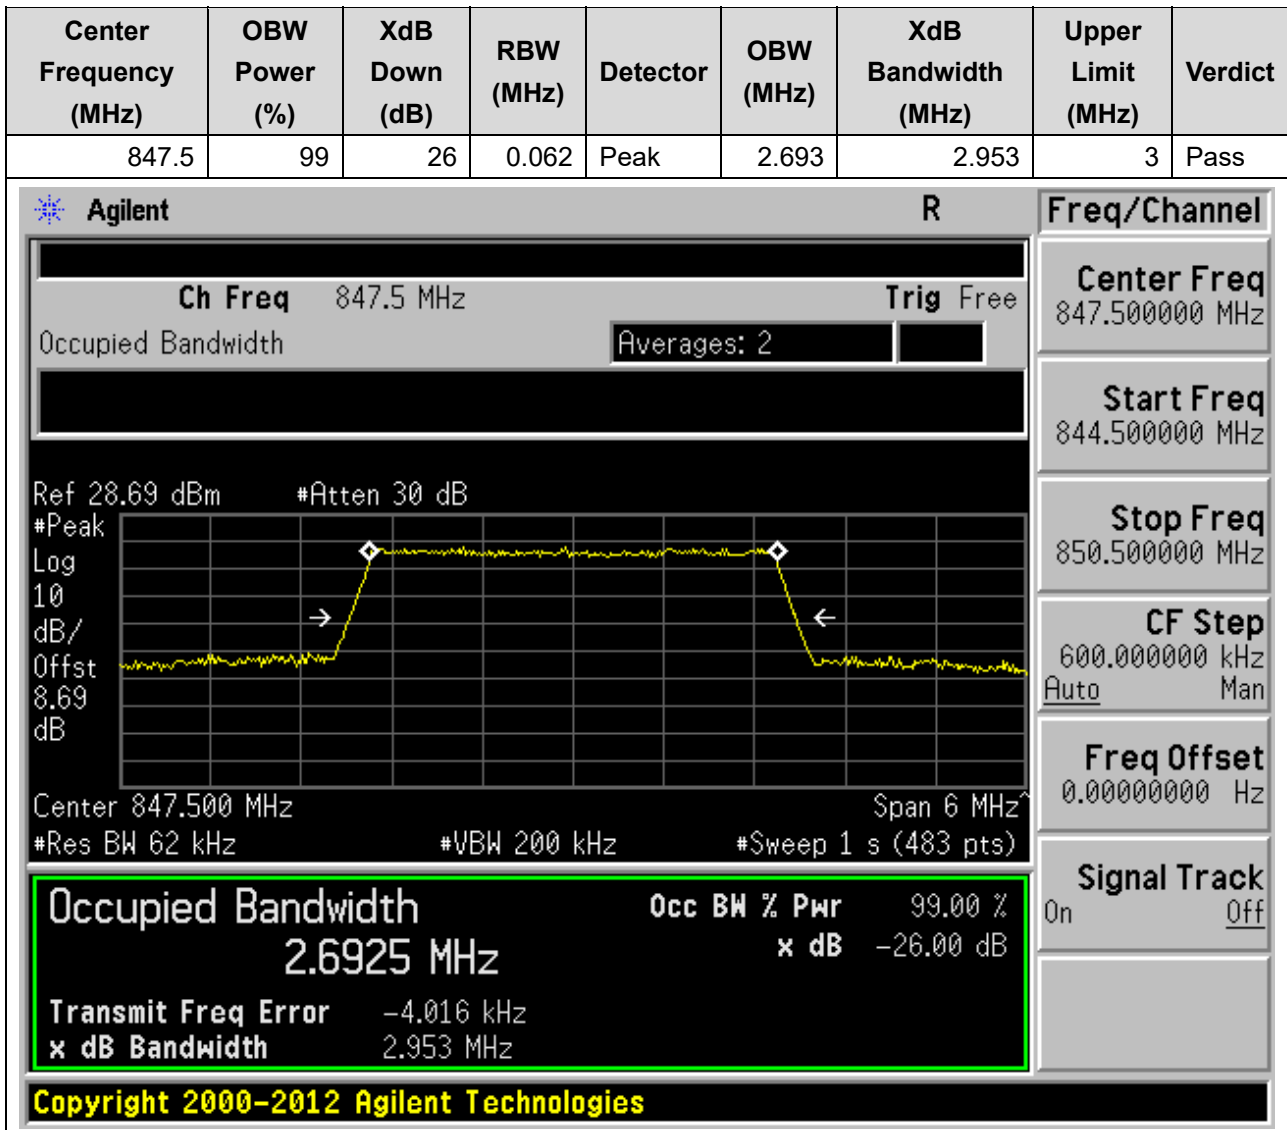 Center Frequency (MHz) OBW Power (%) XdB Down (dB) RBW (MHz) Detector OBW (MHz) XdB Bandwidth (MHz) Upper Limit (MHz) Verdict
847.5 99 26 0.062 Peak 2.693 2.953 3 Pass
Agilent R Freq/Channel
Ch Freq 847.5 MHz Trig Free
Occupied Bandwidth Averages: 2
Center Freq
847.500000 MHz
Start Freq
844.500000 MHz
Stop Freq
850.500000 MHz
CF Step
600.000000 kHz
Auto Man
Freq Offset
0.00000000 Hz
Signal Track
On Off
Ref 28.69 dBm #Atten 30 dB
#Peak
Log
10
dB/
Offst
8.69
dB
Center 847.500 MHz Span 6 MHz^
#Res BW 62 kHz #VBW 200 kHz #Sweep 1 s (483 pts)
Occupied Bandwidth Occ BW % Pwr 99.00 %
2.6925 MHz x dB -26.00 dB
Transmit Freq Error -4.016 kHz
x dB Bandwidth 2.953 MHz
Copyright 2000-2012 Agilent Technologies